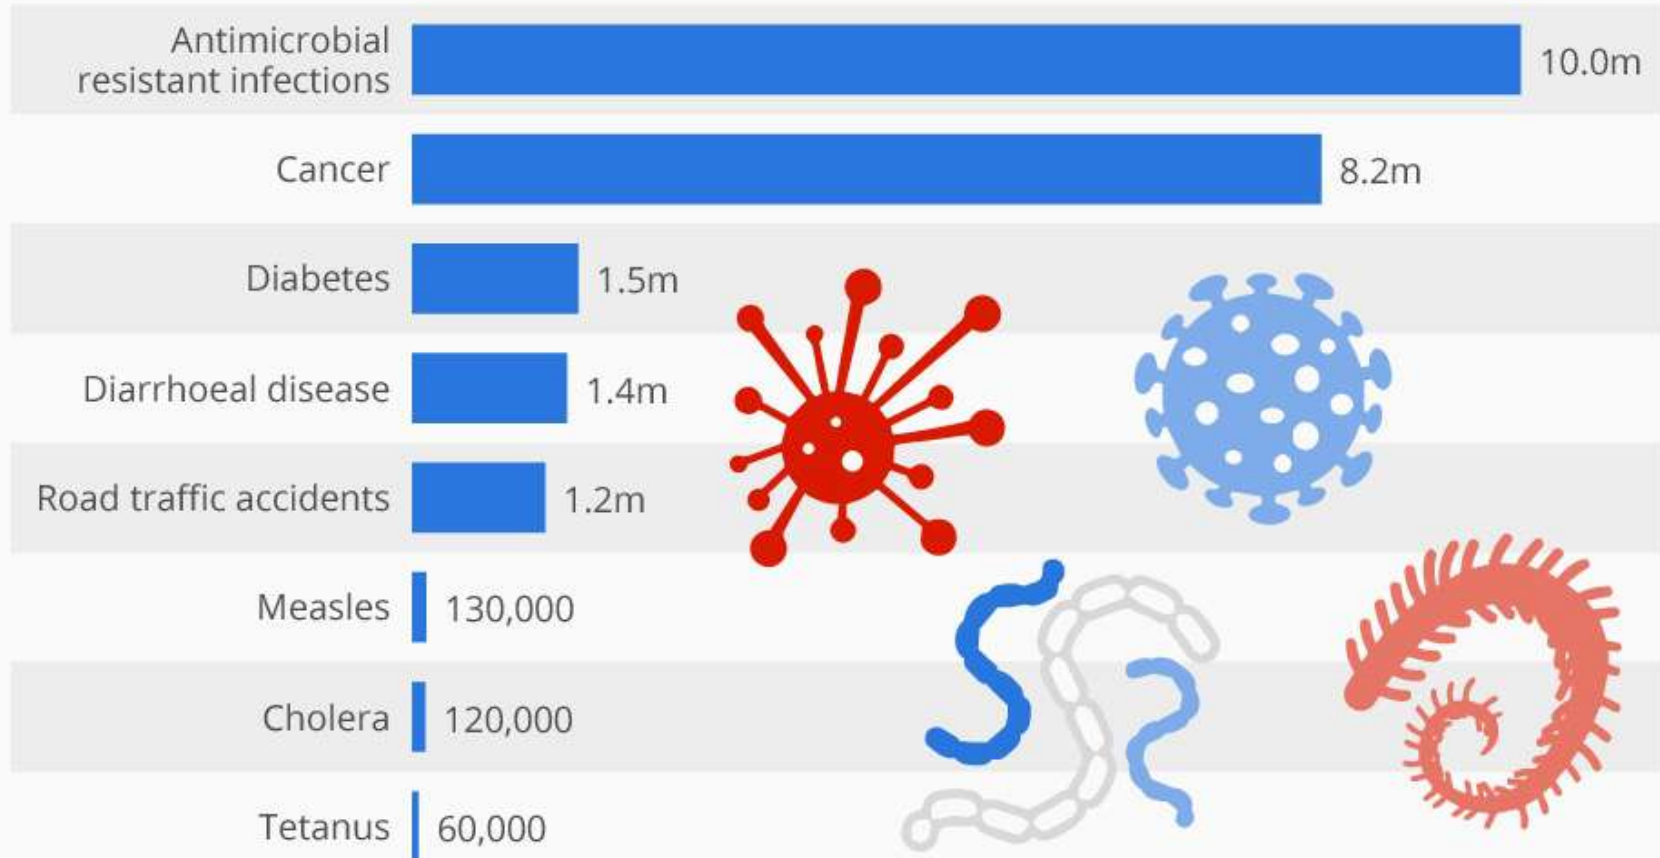 Antimicrobial
resistant infections
10.0m
Cancer
8.2m
Diabetes
1.5m
Diarrhoeal disease
1.4m
Road traffic accidents
1.2m
Measles
130,000
Cholera
120,000
Tetanus
60,000